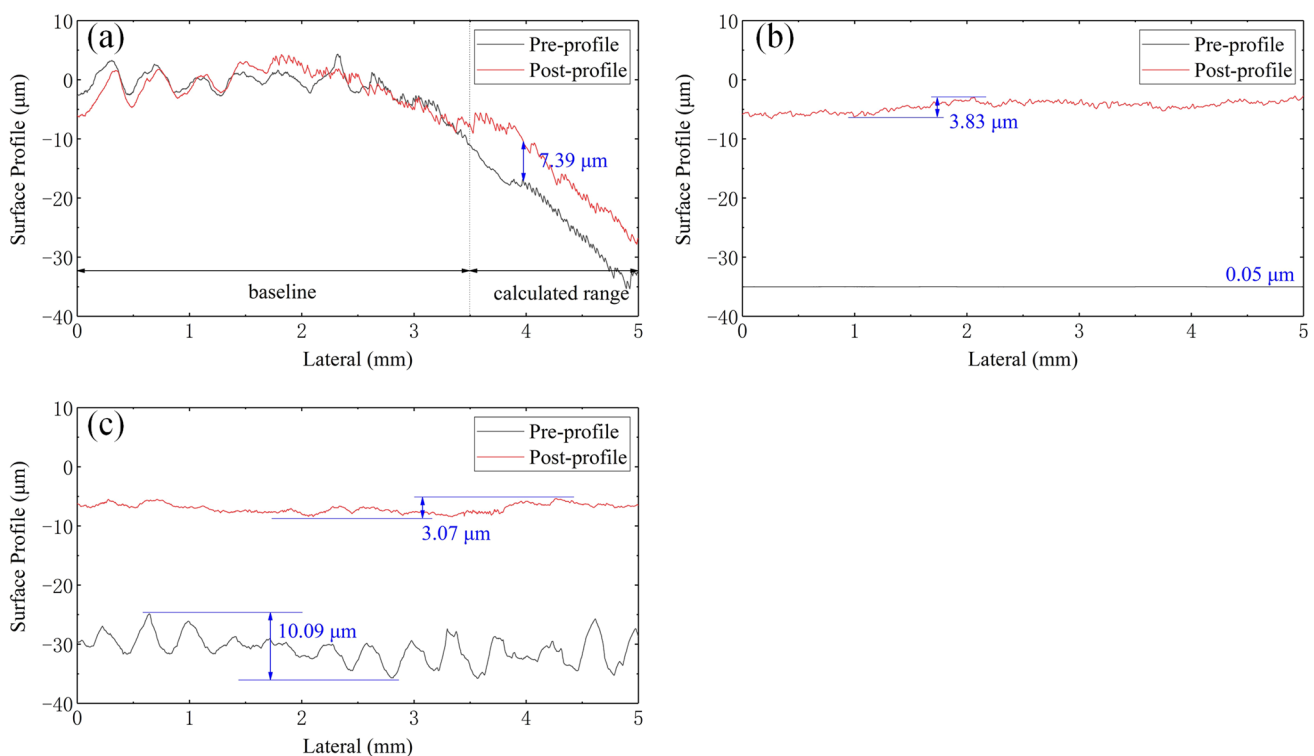 (a)
Pre-profile
Post-profile
Surface Profile (μm)
10
0
−10
−20
−30
−40
7.39 μm
baseline
calculated range
0
1
2
3
4
5
Lateral (mm)
(b)
Pre-profile
Post-profile
Surface Profile (μm)
10
0
−10
−20
−30
−40
3.83 μm
0.05 μm
0
1
2
3
4
5
Lateral (mm)
(c)
Pre-profile
Post-profile
Surface Profile (μm)
10
0
−10
−20
−30
−40
3.07 μm
10.09 μm
0
1
2
3
4
5
Lateral (mm)